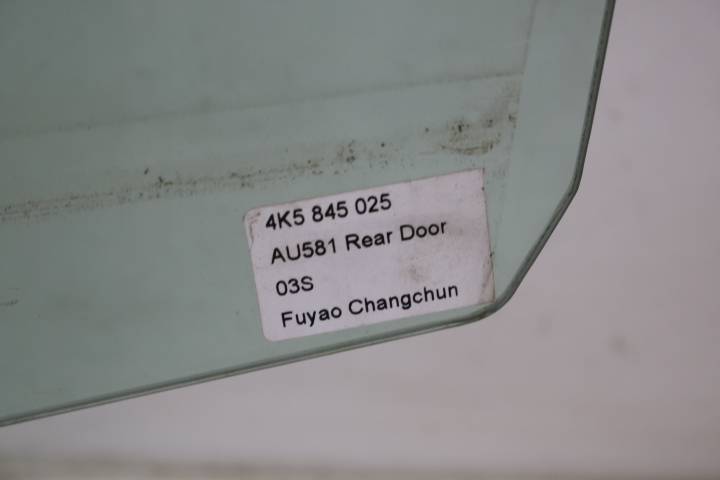 4K5 845 025
AU581 Rear Door
03S
Fuyao Changchun